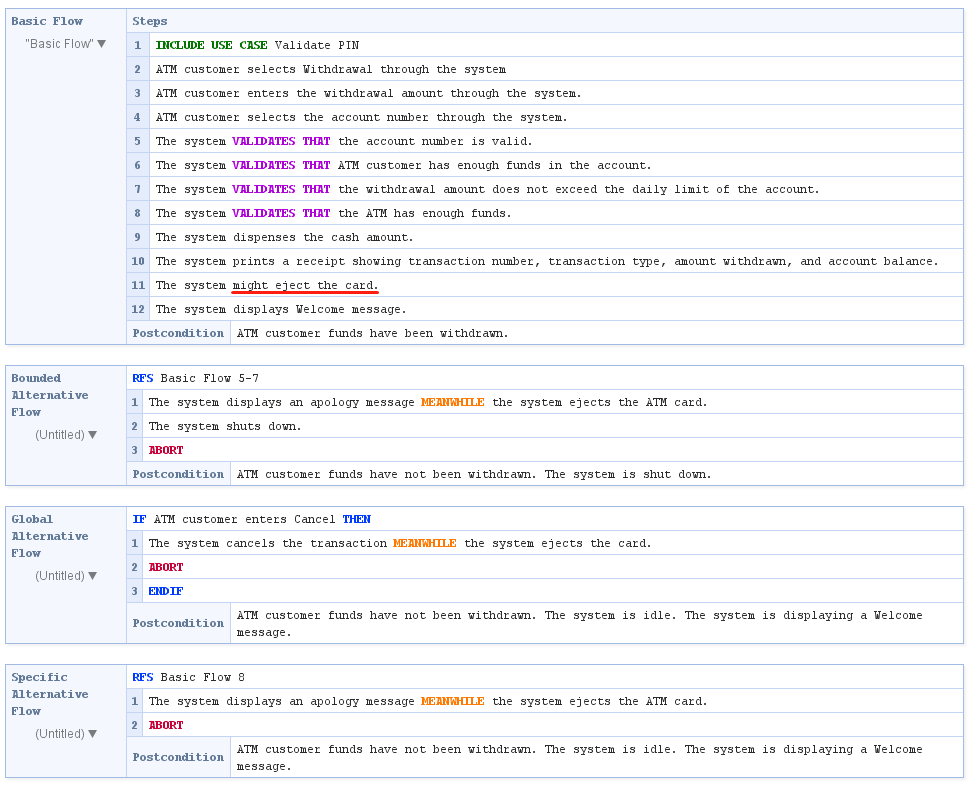 Basic Flow Steps
"Basic Flow" ▼
1 INCLUDE USE CASE Validate PIN
2 ATM customer selects Withdrawal through the system
3 ATM customer enters the withdrawal amount through the system.
4 ATM customer selects the account number through the system.
5 The system VALIDATES THAT the account number is valid.
6 The system VALIDATES THAT ATM customer has enough funds in the account.
7 The system VALIDATES THAT the withdrawal amount does not exceed the daily limit of the account.
8 The system VALIDATES THAT the ATM has enough funds.
9 The system dispenses the cash amount.
10 The system prints a receipt showing transaction number, transaction type, amount withdrawn, and account balance.
11 The system might eject the card.
12 The system displays Welcome message.
Postcondition ATM customer funds have been withdrawn.
Bounded
Alternative
Flow
(Untitled) ▼
RFS Basic Flow 5-7
1 The system displays an apology message MEANWHILE the system ejects the ATM card.
2 The system shuts down.
3 ABORT
Postcondition ATM customer funds have not been withdrawn. The system is shut down.
Global
Alternative
Flow
(Untitled) ▼
IF ATM customer enters Cancel THEN
1 The system cancels the transaction MEANWHILE the system ejects the card.
2 ABORT
3 ENDIF
Postcondition ATM customer funds have not been withdrawn. The system is idle. The system is displaying a Welcome
message.
Specific
Alternative
Flow
(Untitled) ▼
RFS Basic Flow 8
1 The system displays an apology message MEANWHILE the system ejects the ATM card.
2 ABORT
Postcondition ATM customer funds have not been withdrawn. The system is idle. The system is displaying a Welcome
message.